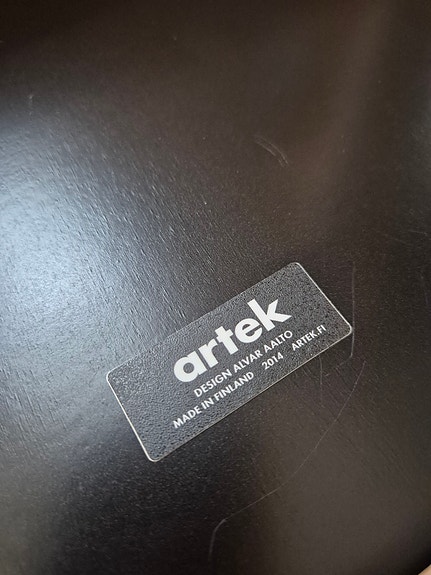 artek
DESIGN ALVAR AALTO
MADE IN FINLAND 2014 ARTEK.FI